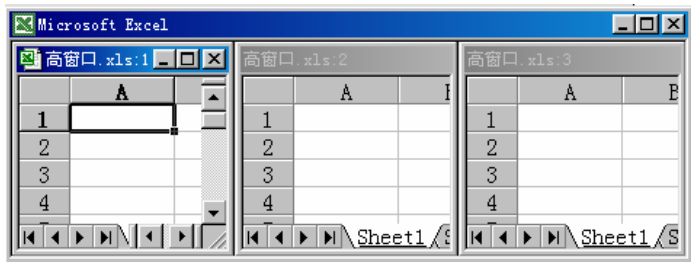 Microsoft Excel
高窗口.xls:1
高窗口.xls:2
高窗口.xls:3
A
A
A B
1 1 1
2 2 2
3 3 3
4 4 4
Sheet1
Sheet1